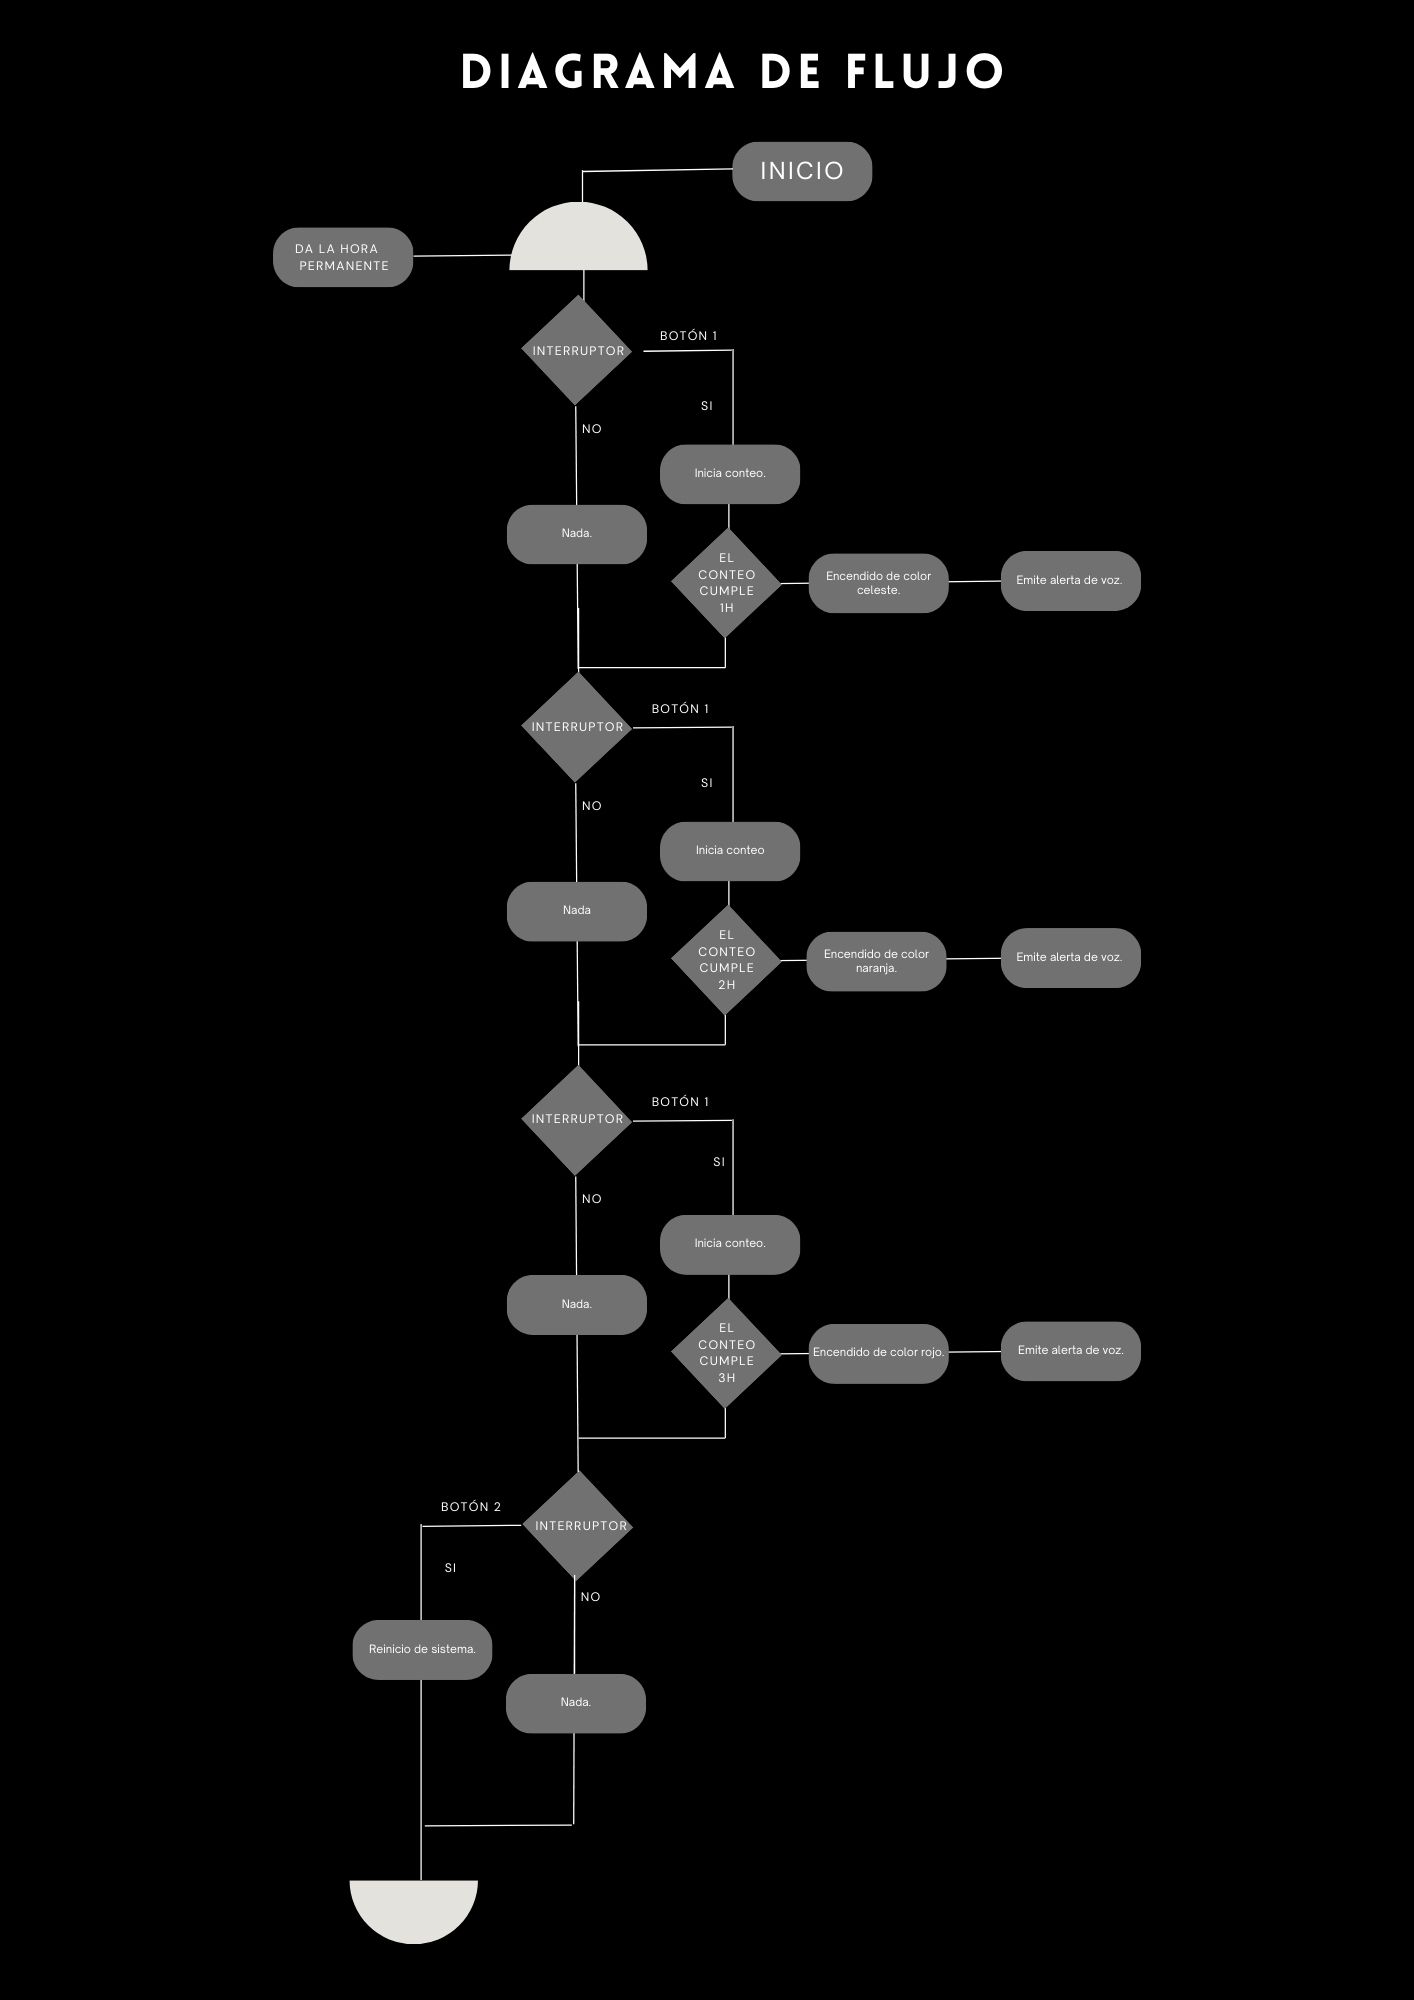 DIAGRAMA DE FLUJO
INICIO
DA LA HORA
PERMANENTE
BOTÓN 1
INTERRUPTOR
SI
NO
Inicia conteo.
Nada.
EL
CONTEO
CUMPLE
1H
Encendido de color
celeste.
Emite alerta de voz.
BOTÓN 1
INTERRUPTOR
SI
NO
Inicia conteo
Nada
EL
CONTEO
CUMPLE
2H
Encendido de color
naranja.
Emite alerta de voz.
BOTÓN 1
INTERRUPTOR
SI
NO
Inicia conteo.
Nada.
EL
CONTEO
CUMPLE
3H
Encendido de color rojo.
Emite alerta de voz.
BOTÓN 2
INTERRUPTOR
SI
NO
Reinicio de sistema.
Nada.